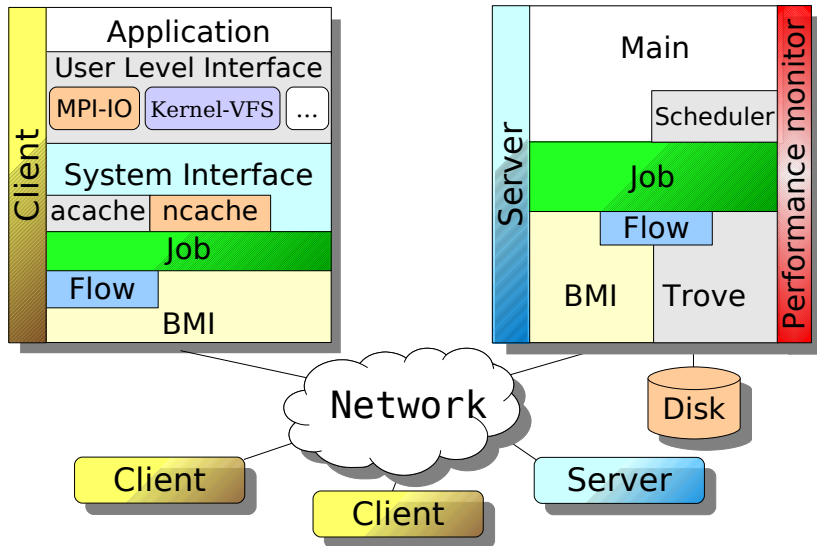 Client
Application
User Level Interface
MPI-IO
Kernel-VFS
...
System Interface
acache
ncache
Job
Flow
BMI
Server
Main
Scheduler
Job
Flow
BMI
Trove
Performance monitor
Network
Disk
Client
Client
Server